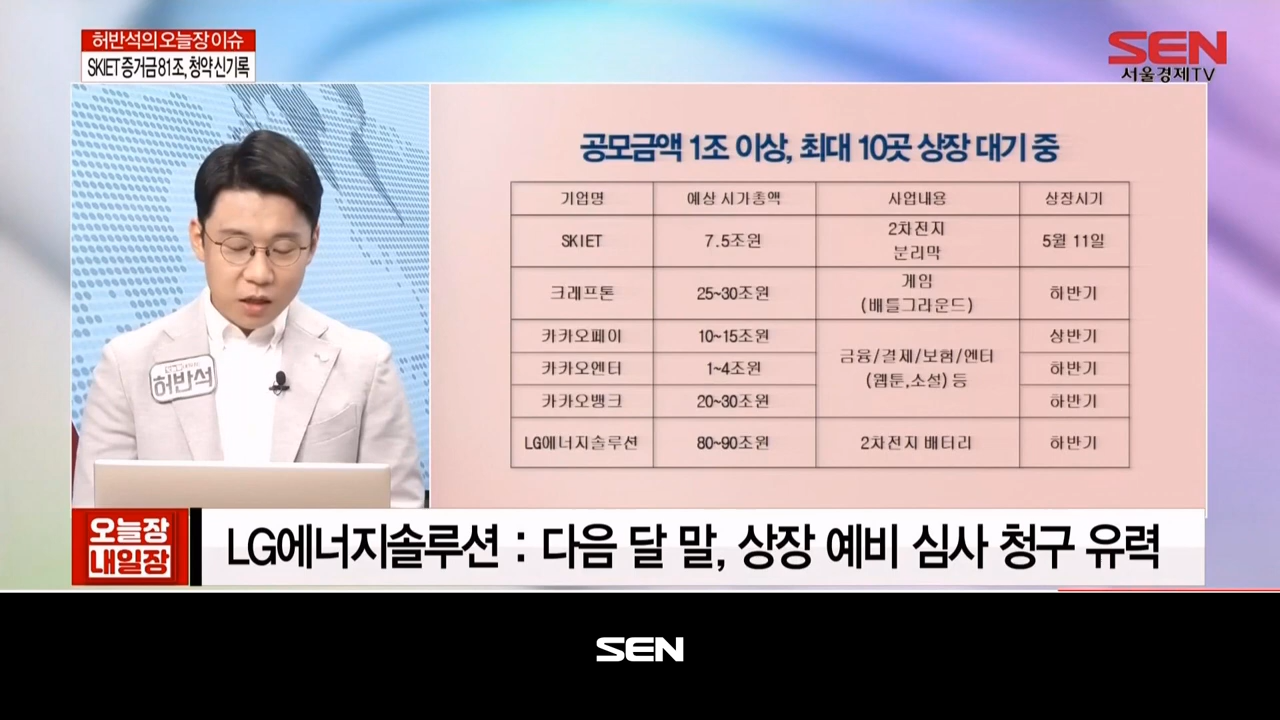 허반석의 오늘장 이슈
SKIET 증거금 81조, 청약 신기록
SEN
서울경제TV
공모금액 1조 이상, 최대 10곳 상장 대기 중
기업명 예상 시가총액 사업내용 상장시기
SKIET 7.5조원 2차전지 분리막 5월 11일
크래프톤 25~30조원 게임 (배틀그라운드) 하반기
카카오페이 10~15조원 금융/결제/보험/엔터 (웹툰,소설) 등 상반기
카카오엔터 1~4조원 하반기
카카오뱅크 20~30조원 하반기
LG에너지솔루션 80~90조원 2차전지 배터리 하반기
허반석
오늘장
내일장
LG에너지솔루션 : 다음 달 말, 상장 예비 심사 청구 유력
SEN